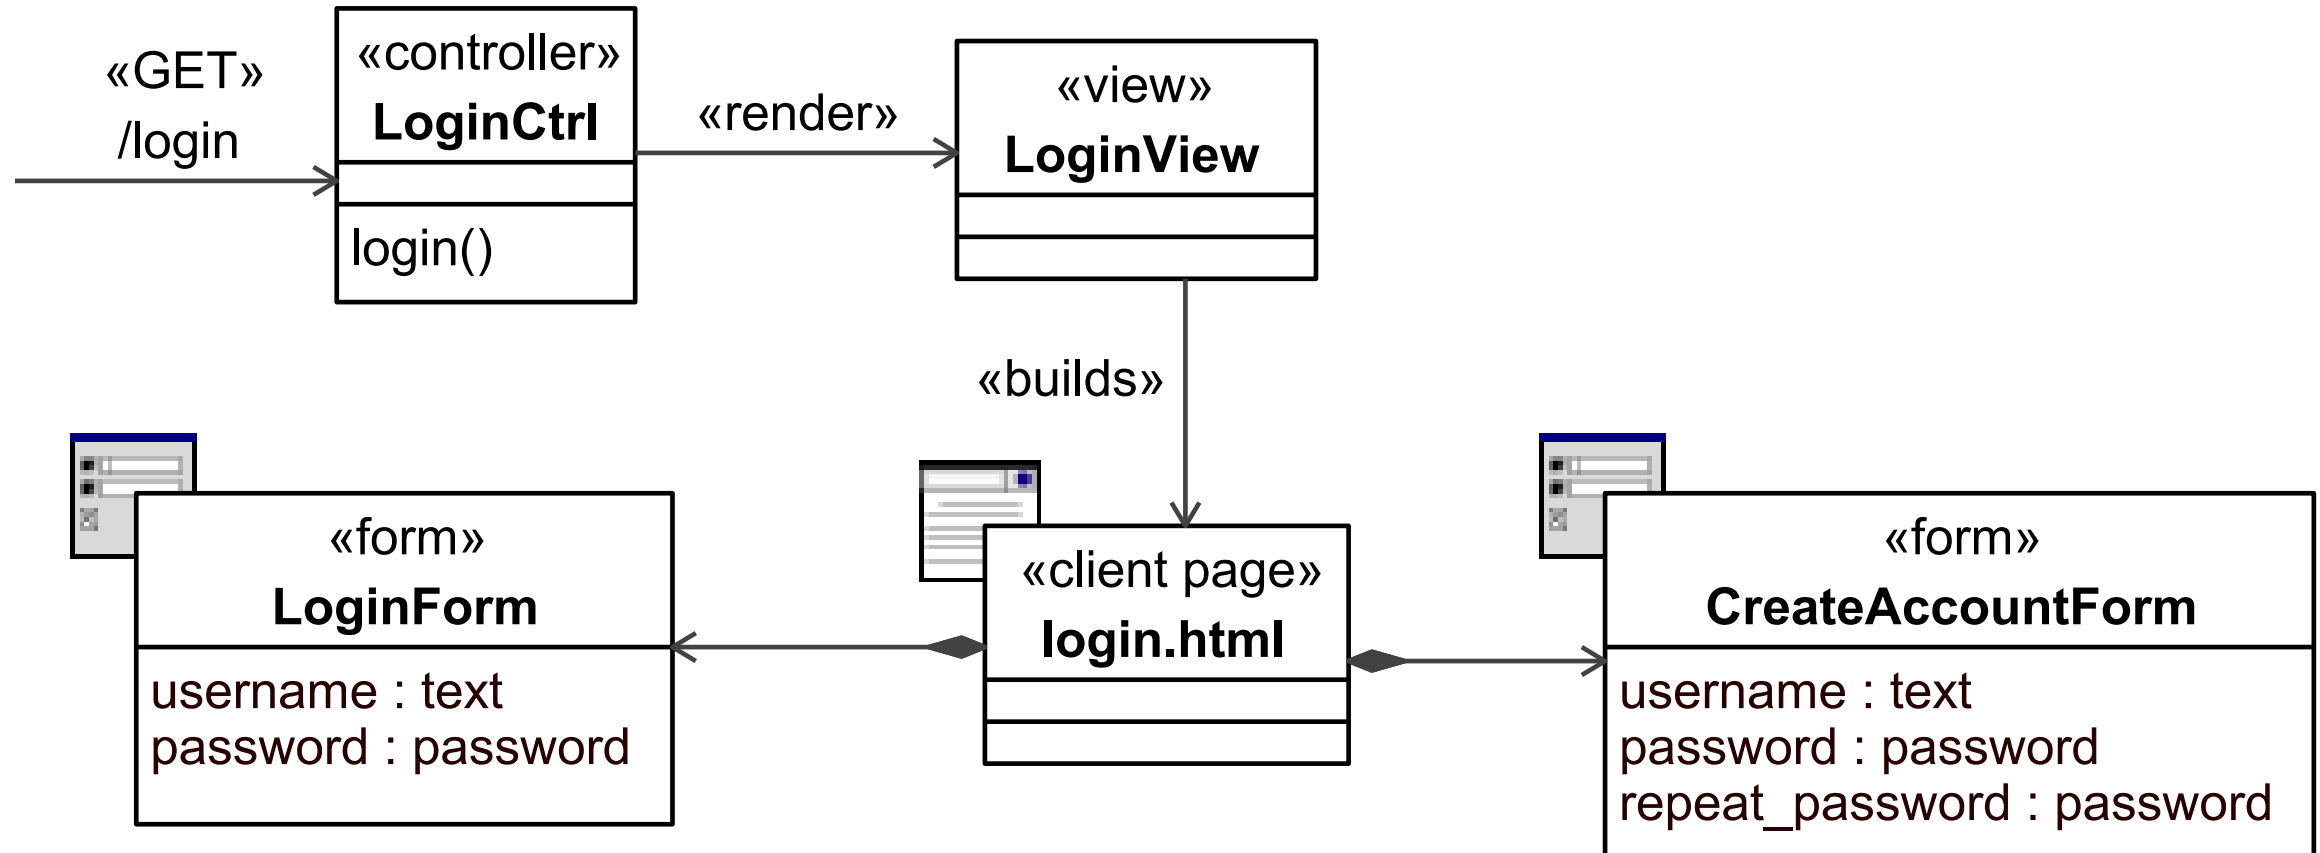 «GET»
/login
«controller»
LoginCtrl
login()
«render»
«view»
LoginView
«builds»
«form»
LoginForm
username : text
password : password
«client page»
login.html
«form»
CreateAccountForm
username : text
password : password
repeat_password : password